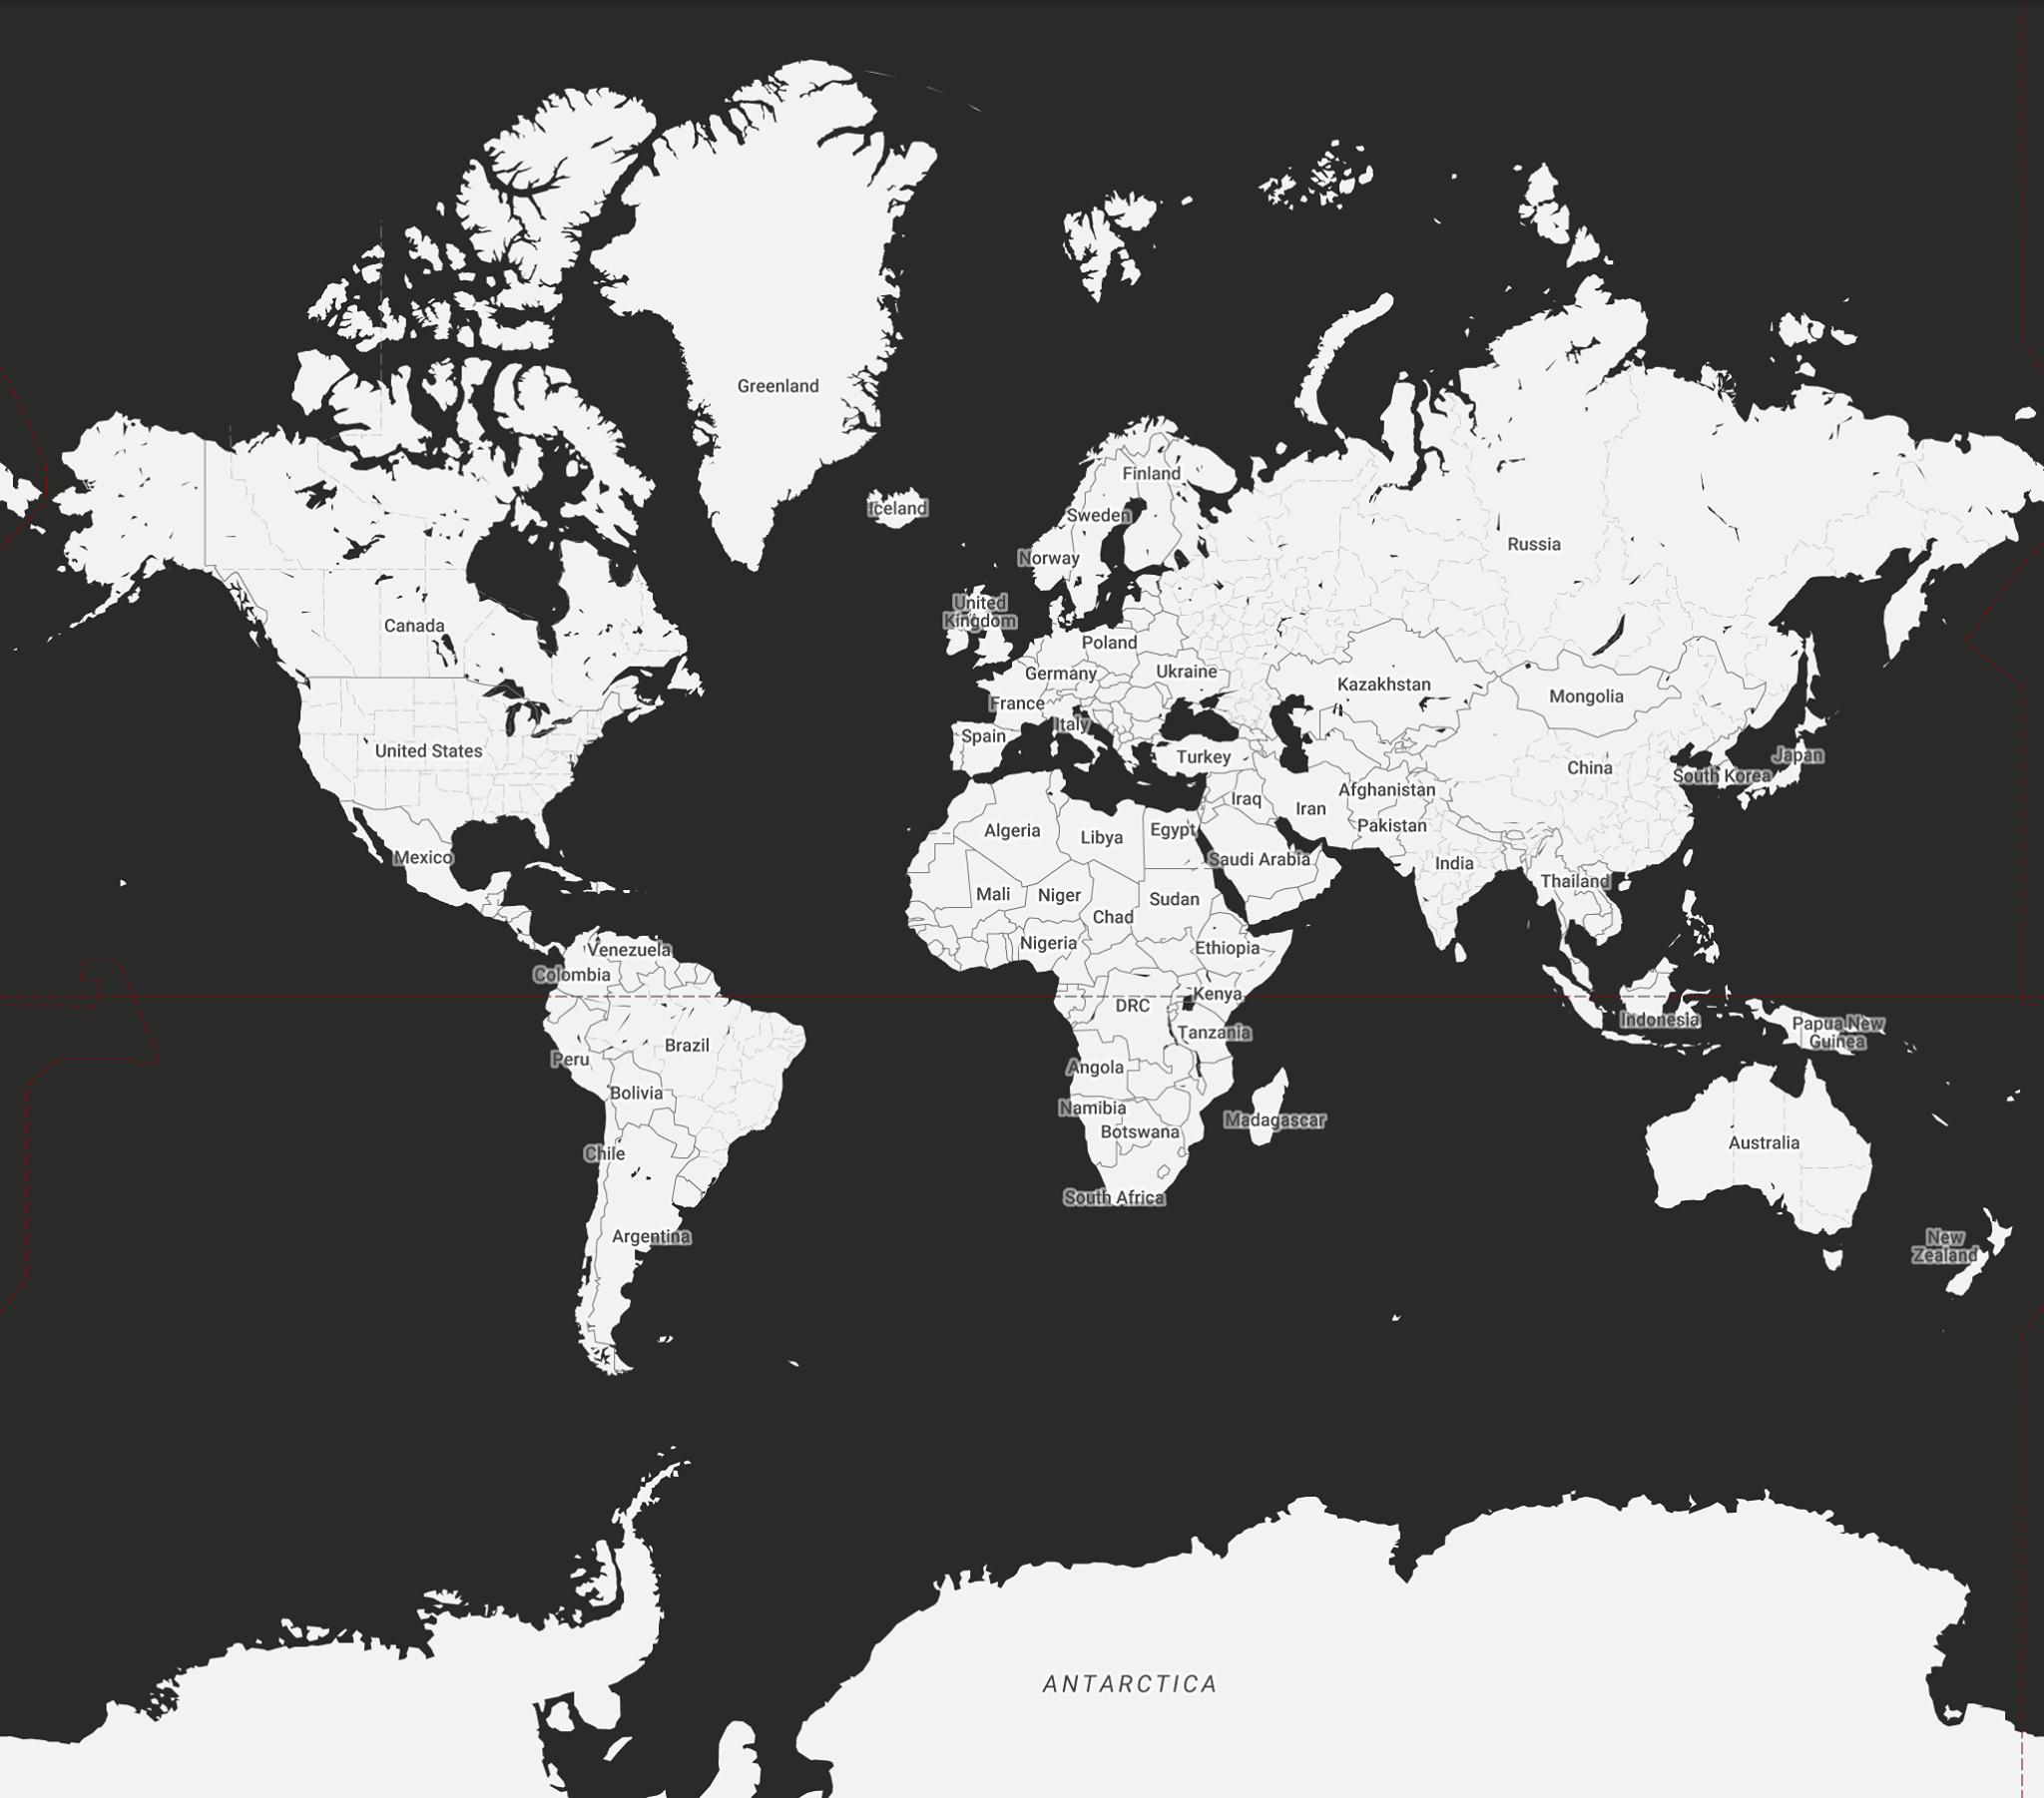 Greenland
Finland
Iceland
Sweden
Norway
Russia
United
Kingdom
Canada
Poland
Germany
Ukraine
Kazakhstan
Mongolia
France
Italy
Spain
United States
Turkey
China
Japan
South Korea
Afghanistan
Iraq
Iran
Algeria
Libya
Egypt
Pakistan
Mexico
Saudi Arabia
India
Thailand
Mali
Niger
Sudan
Chad
Nigeria
Ethiopia
Venezuela
Colombia
Kenya
DRC
Indonesia
Papua New
Guinea
Tanzania
Brazil
Peru
Angola
Bolivia
Namibia
Madagascar
Botswana
Australia
Chile
South Africa
Argentina
New
Zealand
ANTARCTICA